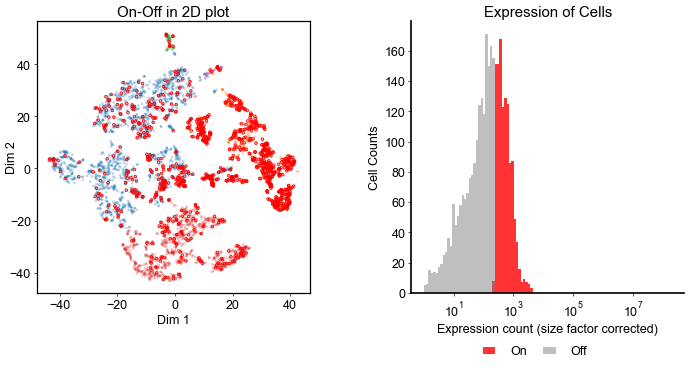 On-Off in 2D plot
Dim 2
40
20
0
−20
−40
−40 −20 0 20 40
Dim 1
Expression of Cells
Cell Counts
160
140
120
100
80
60
40
20
0
10^1 10^3 10^5 10^7
Expression count (size factor corrected)
On Off